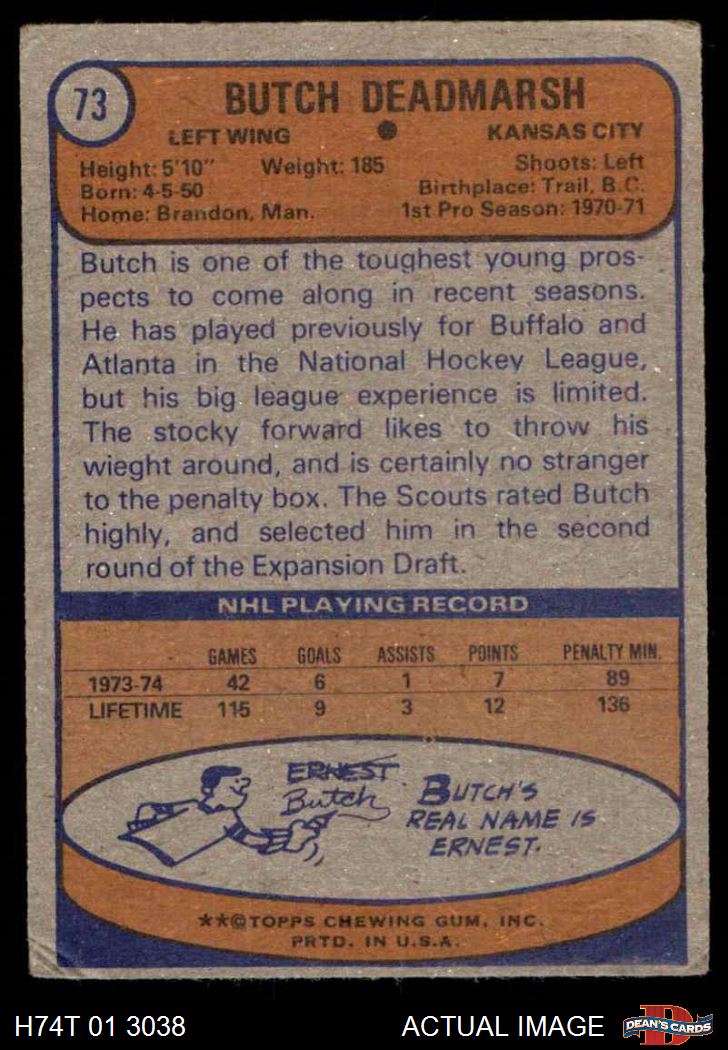 73
BUTCH DEADMARSH
LEFT WING ● KANSAS CITY
Height: 5'10" Weight: 185 Shoots: Left
Born: 4-5-50 Birthplace: Trail, B.C.
Home: Brandon, Man. 1st Pro Season: 1970-71
Butch is one of the toughest young pros-
pects to come along in recent seasons.
He has played previously for Buffalo and
Atlanta in the National Hockey League,
but his big league experience is limited.
The stocky forward likes to throw his
wieght around, and is certainly no stranger
to the penalty box. The Scouts rated Butch
highly, and selected him in the second
round of the Expansion Draft.
NHL PLAYING RECORD
GAMES GOALS ASSISTS POINTS PENALTY MIN.
1973-74 42 6 1 7 89
LIFETIME 115 9 3 12 136
ERNEST
Butch
BUTCH'S
REAL NAME IS
ERNEST.
**©TOPPS CHEWING GUM, INC.
PRTD. IN U.S.A.
H74T 01 3038 ACTUAL IMAGE
D
DEAN'S CARDS